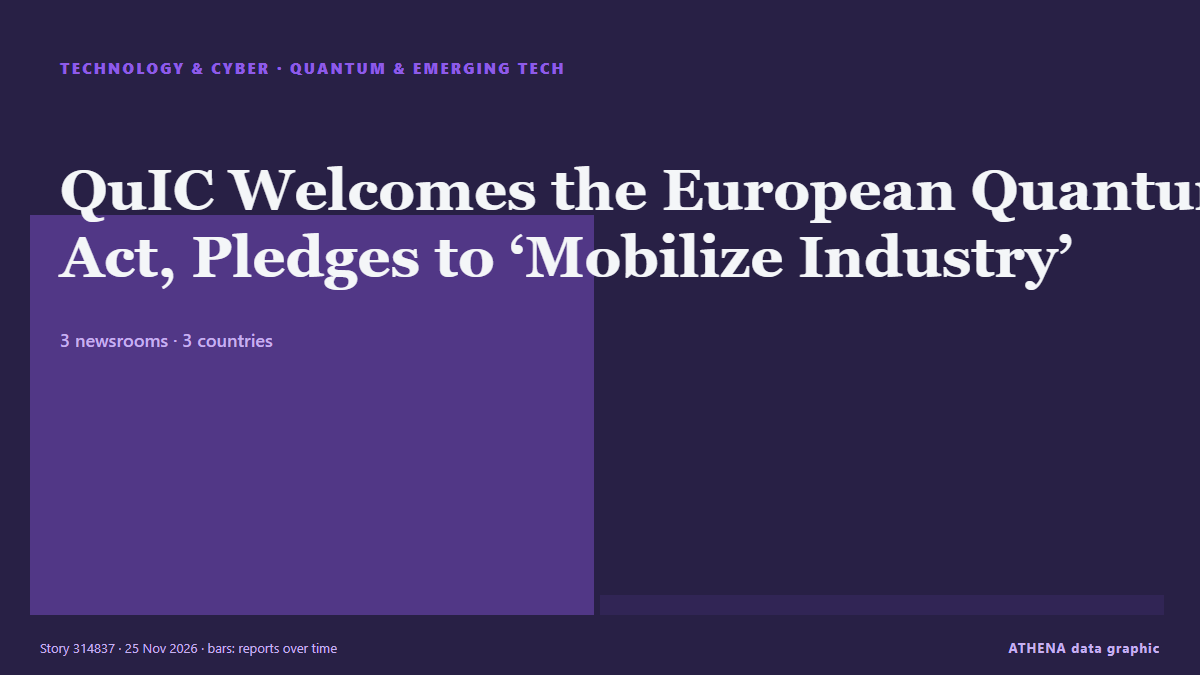 TECHNOLOGY & CYBER · QUANTUM & EMERGING TECH
QuIC Welcomes the European
Act, Pledges to ‘Mobilize Industry’
3 newsrooms · 3 countries
Story 314837 · 25 Nov 2026 · bars: reports over time
ATHENA data graphic